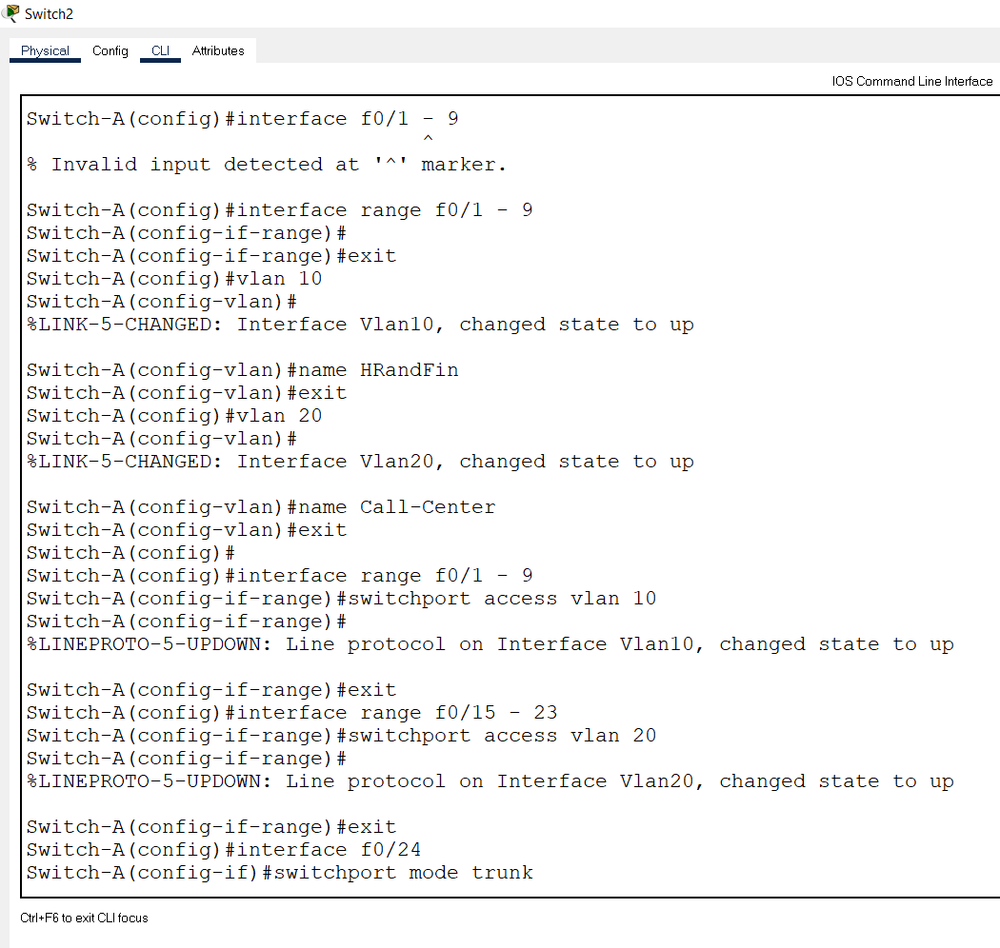 Switch2
Physical Config CLI Attributes
IOS Command Line Interface
Switch-A(config)#interface f0/1 - 9
^
% Invalid input detected at '^' marker.
Switch-A(config)#interface range f0/1 - 9
Switch-A(config-if-range)#
Switch-A(config-if-range)#exit
Switch-A(config)#vlan 10
Switch-A(config-vlan)#
%LINK-5-CHANGED: Interface Vlan10, changed state to up
Switch-A(config-vlan)#name HRandFin
Switch-A(config-vlan)#exit
Switch-A(config)#vlan 20
Switch-A(config-vlan)#
%LINK-5-CHANGED: Interface Vlan20, changed state to up
Switch-A(config-vlan)#name Call-Center
Switch-A(config-vlan)#exit
Switch-A(config)#
Switch-A(config)#interface range f0/1 - 9
Switch-A(config-if-range)#switchport access vlan 10
Switch-A(config-if-range)#
%LINEPROTO-5-UPDOWN: Line protocol on Interface Vlan10, changed state to up
Switch-A(config-if-range)#exit
Switch-A(config)#interface range f0/15 - 23
Switch-A(config-if-range)#switchport access vlan 20
Switch-A(config-if-range)#
%LINEPROTO-5-UPDOWN: Line protocol on Interface Vlan20, changed state to up
Switch-A(config-if-range)#exit
Switch-A(config)#interface f0/24
Switch-A(config-if)#switchport mode trunk
Ctrl+F6 to exit CLI focus